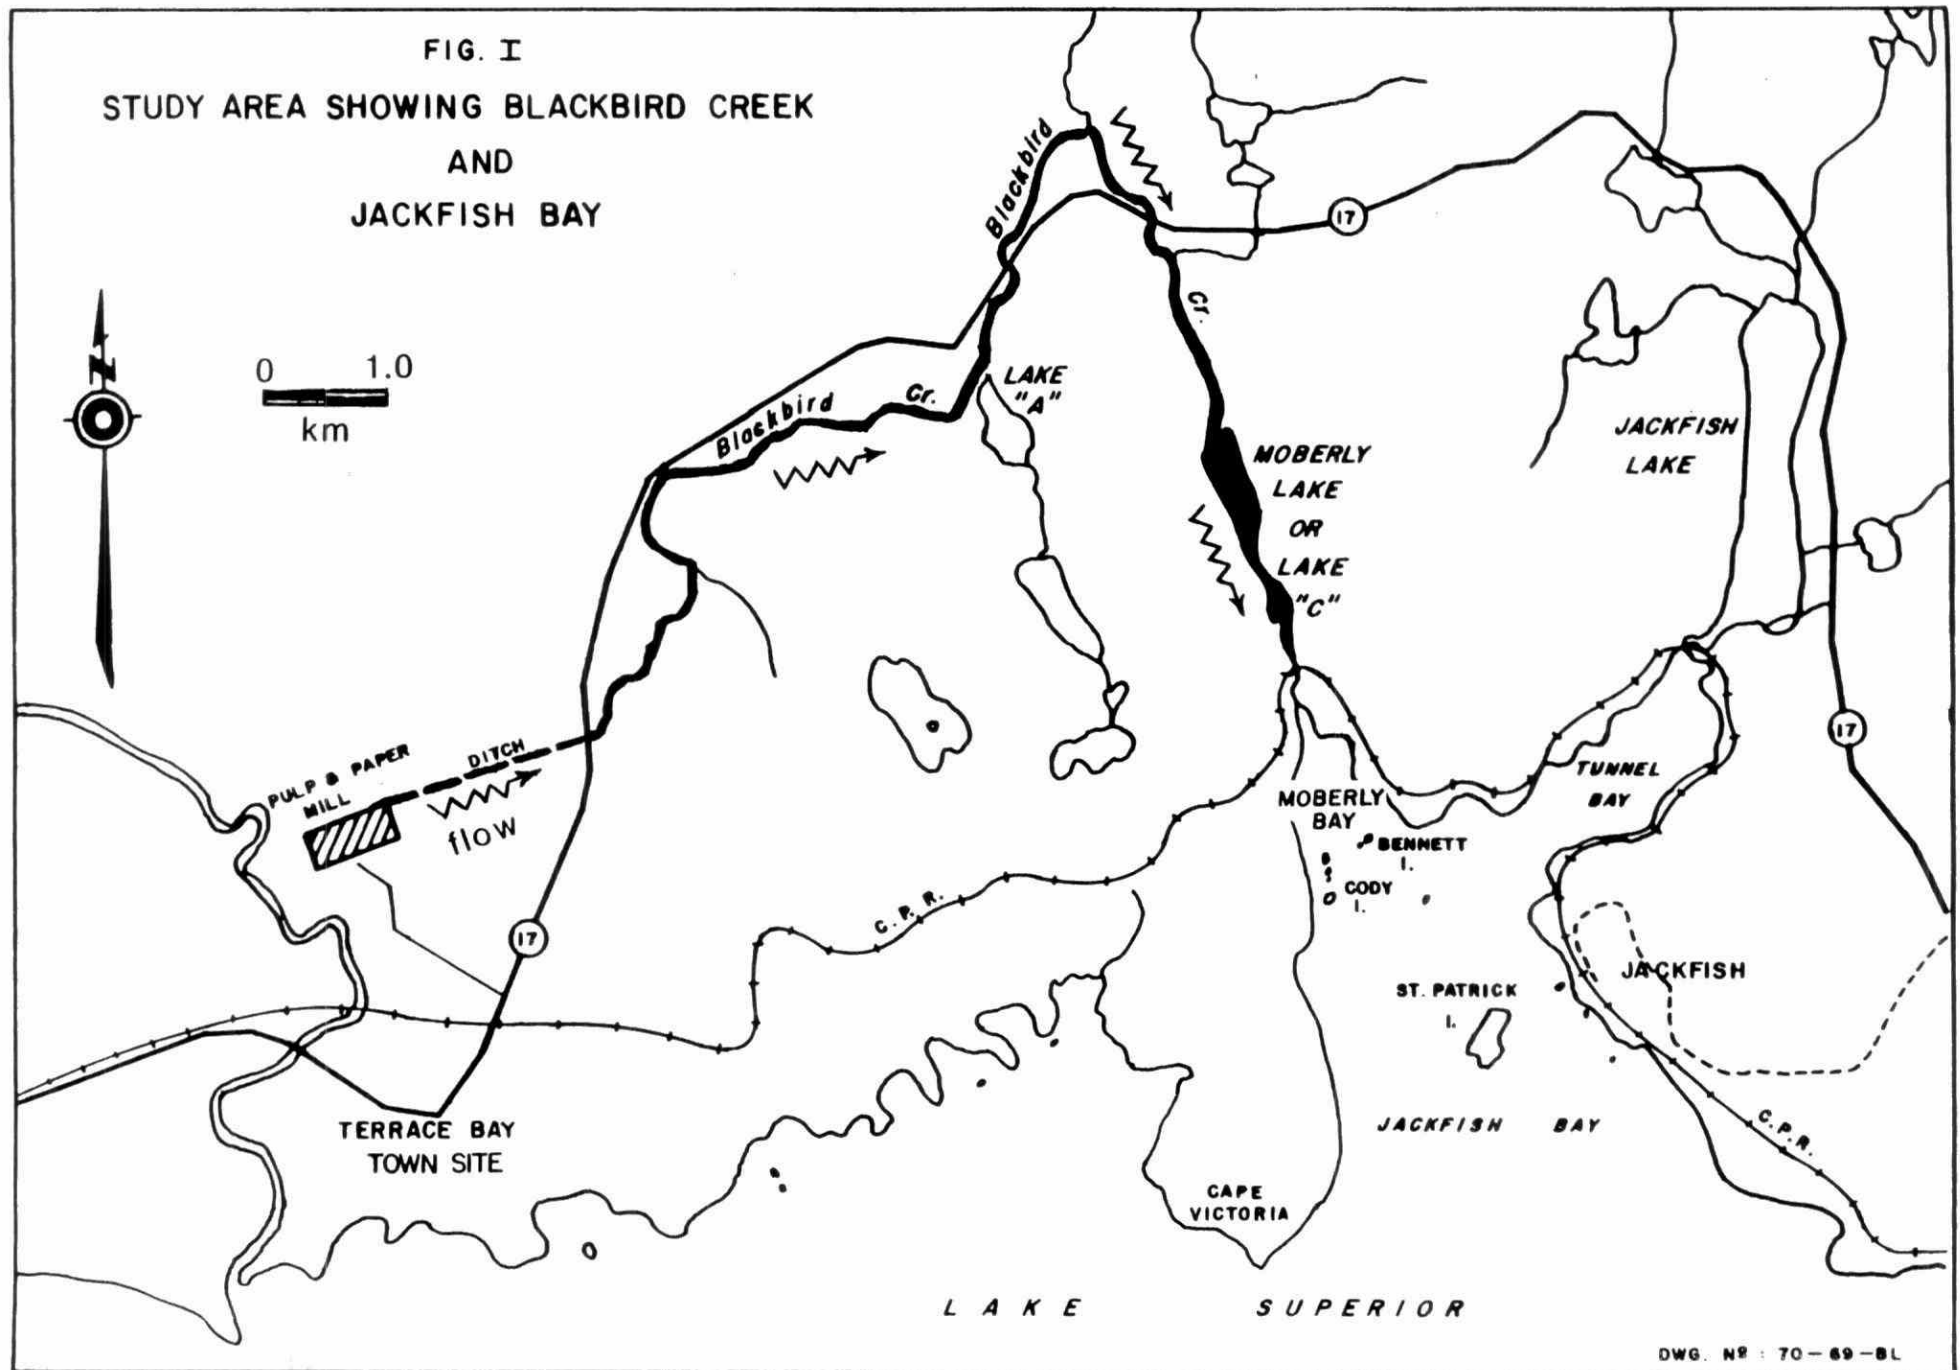 FIG. I
STUDY AREA SHOWING BLACKBIRD CREEK
AND
JACKFISH BAY
N
0 1.0
km
Blackbird
Cr.
17
Blackbird
Cr.
LAKE
"A"
MOBERLY
LAKE
OR
LAKE
"C"
JACKFISH
LAKE
PULP & PAPER
MILL
DITCH
flow
17
17
TUNNEL
BAY
MOBERLY
BAY
BENNETT
I.
CODY
I.
C.P.R.
JACKFISH
ST. PATRICK
I.
JACKFISH BAY
C.P.R.
TERRACE BAY
TOWN SITE
CAPE
VICTORIA
LAKE SUPERIOR
DWG. Nº : 70-69-BL